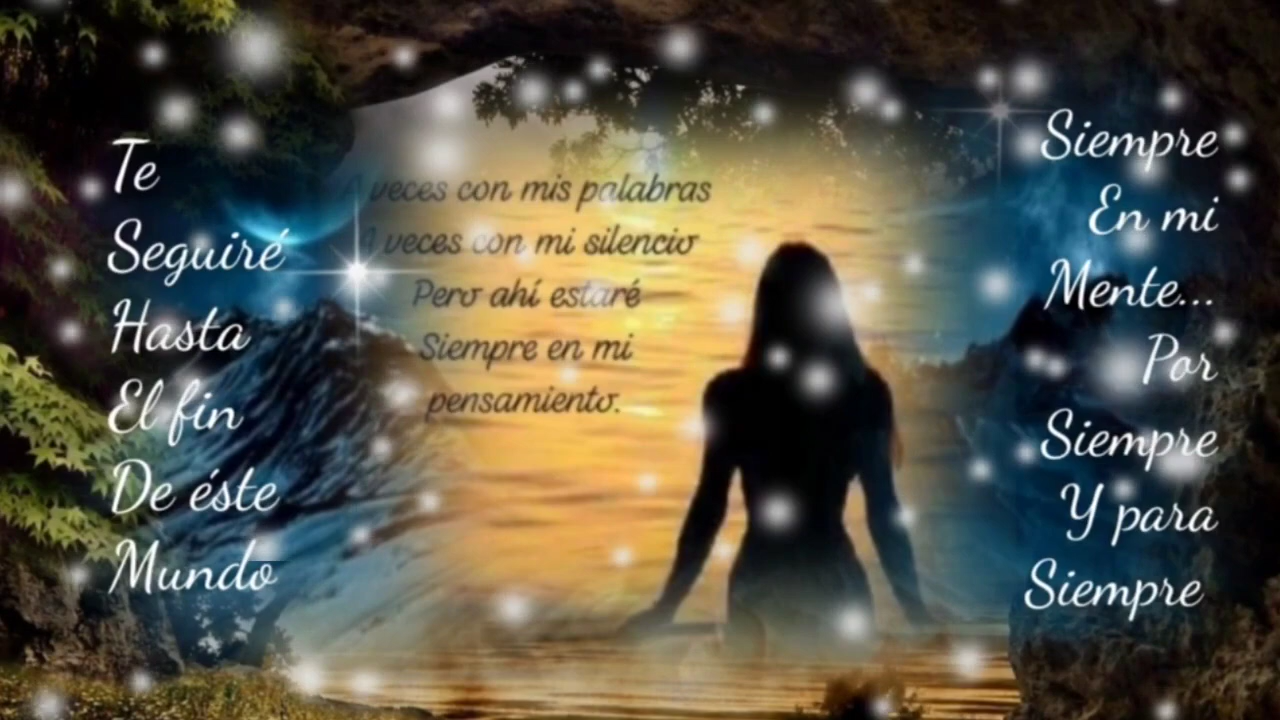 Te
Seguiré
Hasta
El fin
De éste
Mundo
A veces con mis palabras
A veces con mi silencio
Pero ahí estaré
Siempre en mi
pensamiento.
Siempre
En mi
Mente...
Por
Siempre
Y para
Siempre